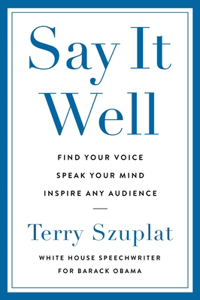 Say It
Well
FIND YOUR VOICE
SPEAK YOUR MIND
INSPIRE ANY AUDIENCE
Terry Szuplat
WHITE HOUSE SPEECHWRITER
FOR BARACK OBAMA